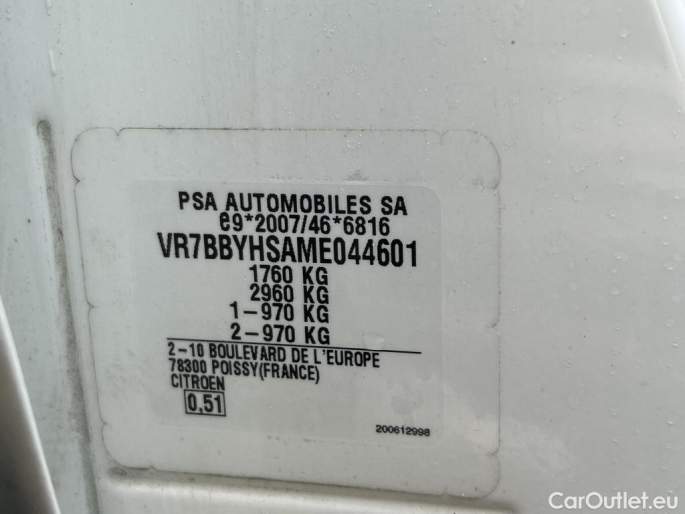 PSA AUTOMOBILES SA
e9*2007/46*6816
VR7BBYHSAME044601
1760 KG
2960 KG
1-970 KG
2-970 KG
2-10 BOULEVARD DE L'EUROPE
78300 POISSY(FRANCE)
CITROEN
0,51
200612998
CarOutlet.eu